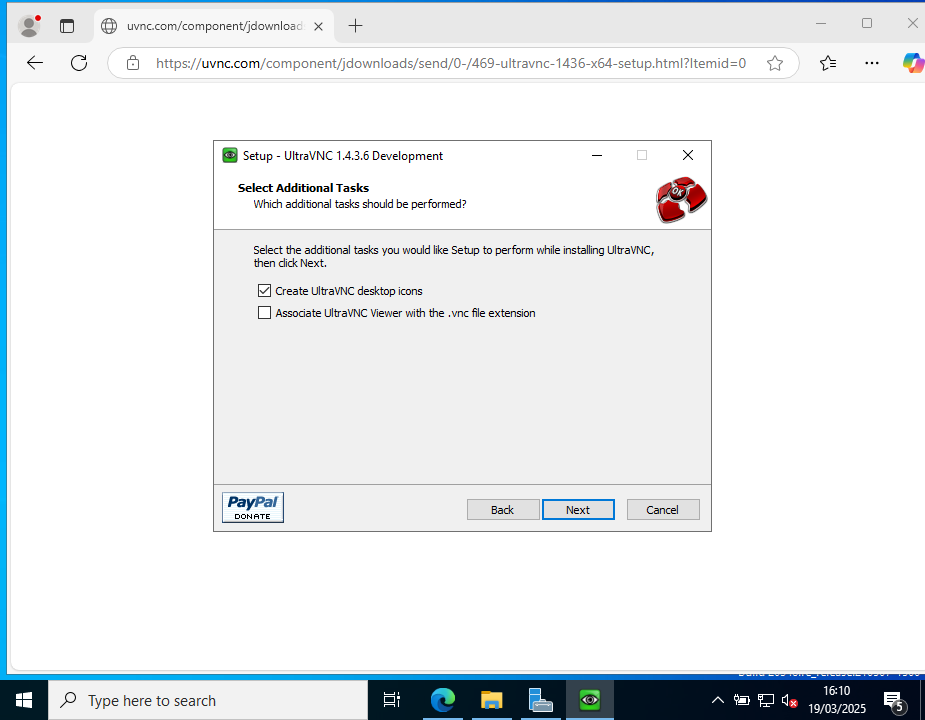 uvnc.com/component/jdownloads
https://uvnc.com/component/jdownloads/send/0-/469-ultravnc-1436-x64-setup.html?Itemid=0
Setup - UltraVNC 1.4.3.6 Development
Select Additional Tasks
Which additional tasks should be performed?
OK
Select the additional tasks you would like Setup to perform while installing UltraVNC,
then click Next.
Create UltraVNC desktop icons
Associate UltraVNC Viewer with the .vnc file extension
PayPal
DONATE
Back
Next
Cancel
Type here to search
16:10
19/03/2025
5